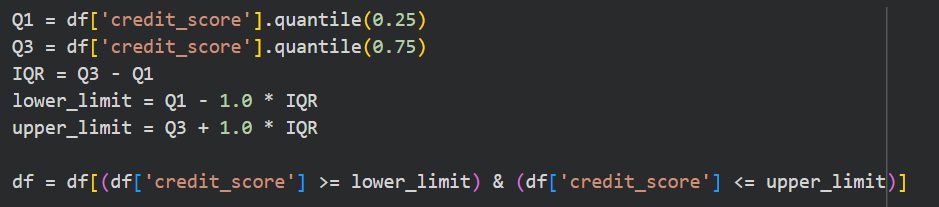 Q1 = df['credit_score'].quantile(0.25)
Q3 = df['credit_score'].quantile(0.75)
IQR = Q3 - Q1
lower_limit = Q1 - 1.0 * IQR
upper_limit = Q3 + 1.0 * IQR
df = df[(df['credit_score'] >= lower_limit) & (df['credit_score'] <= upper_limit)]